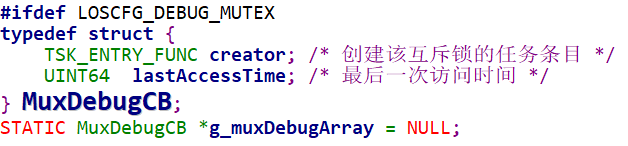 #ifdef LOSCFG_DEBUG_MUTEX
typedef struct {
    TSK_ENTRY_FUNC creator; /* 创建该互斥锁的任务条目 */
    UINT64  lastAccessTime; /* 最后一次访问时间 */
} MuxDebugCB;
STATIC MuxDebugCB *g_muxDebugArray = NULL;